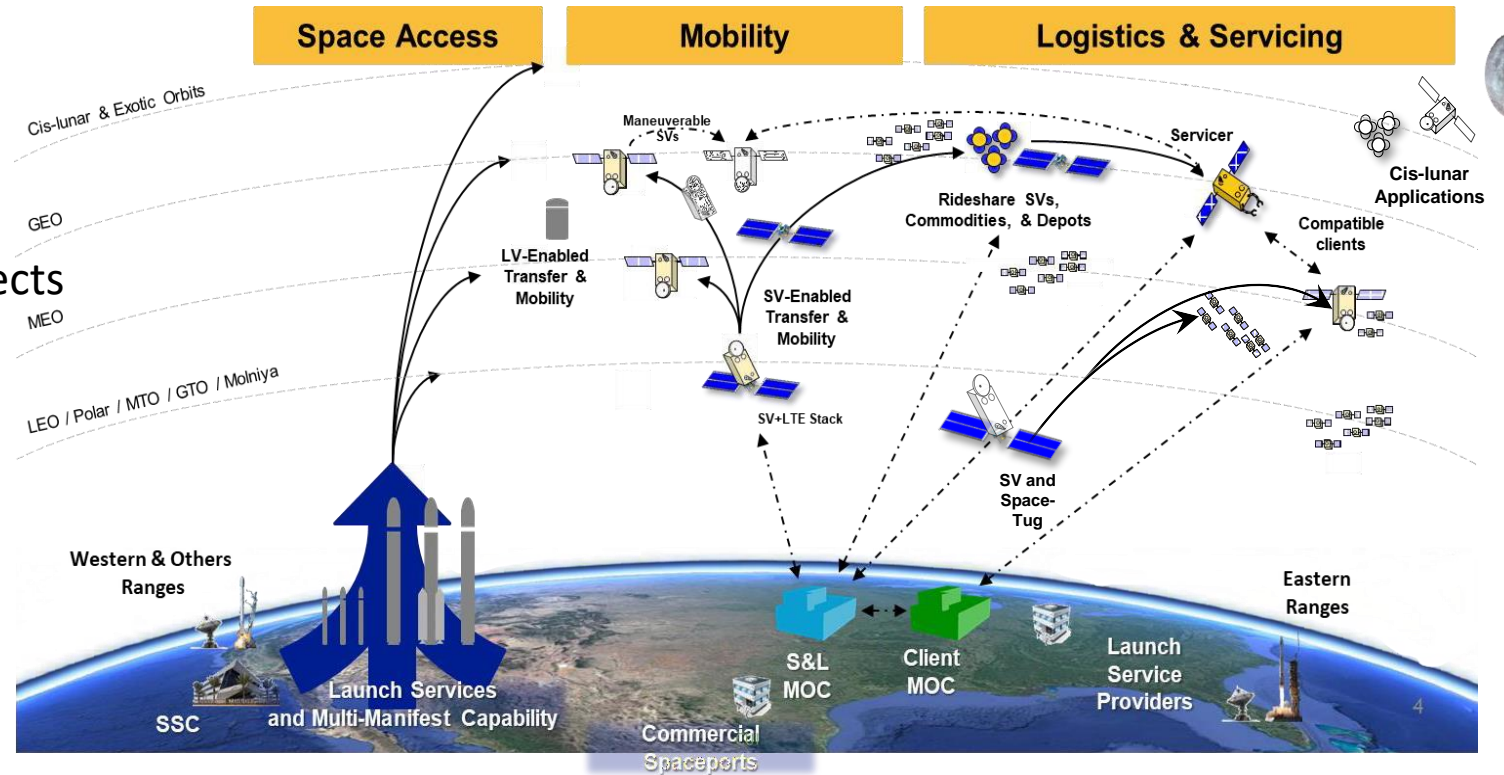 Space Access
Mobility
Logistics & Servicing
Cis-lunar & Exotic Orbits
GEO
ects
MEO
LEO / Polar / MTO / GTO / Molniya
Maneuverable
SVs
LV-Enabled
Transfer &
Mobility
SV-Enabled
Transfer &
Mobility
SV+LTE Stack
Rideshare SVs,
Commodities, & Depots
Servicer
Cis-lunar
Applications
Compatible
clients
SV and
Space-
Tug
Western & Others
Ranges
SSC
Launch Services
and Multi-Manifest Capability
Commercial
Spaceports
S&L
MOC
Client
MOC
Launch
Service
Providers
Eastern
Ranges
4